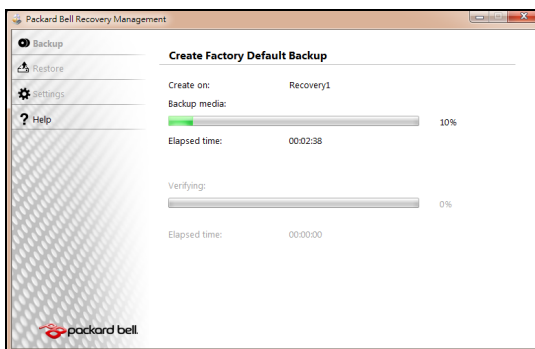 Packard Bell Recovery Management
Backup
Restore
Settings
? Help
Create Factory Default Backup
Create on: Recovery1
Backup media:
10%
Elapsed time: 00:02:38
Verifying:
0%
Elapsed time: 00:00:00
packard bell.